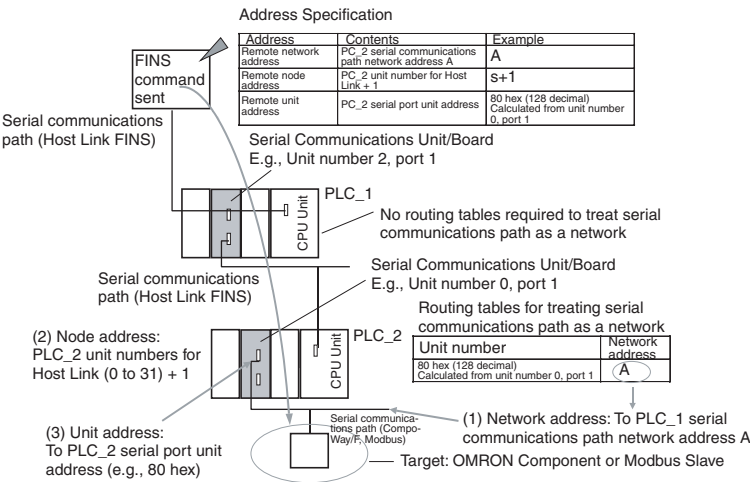 Address Specification
Address Contents Example
Remote network
address
PC_2 serial communications
path network address A
A
Remote node
address
PC_2 unit number for Host
Link + 1
s+1
Remote unit
address
PC_2 serial port unit address
80 hex (128 decimal)
Calculated from unit number
0, port 1
FINS
command
sent
Serial communications
path (Host Link FINS)
Serial Communications Unit/Board
E.g., Unit number 2, port 1
PLC_1
CPU Unit
No routing tables required to treat serial
communications path as a network
Serial communications
path (Host Link FINS)
Serial Communications Unit/Board
E.g., Unit number 0, port 1
Routing tables for treating serial
communications path as a network
Unit number
Network
address
80 hex (128 decimal)
Calculated from unit number 0, port 1
A
(2) Node address:
PLC_2 unit numbers for
Host Link (0 to 31) + 1
PLC_2
CPU Unit
(3) Unit address:
To PLC_2 serial port unit
address (e.g., 80 hex)
Serial communica-
tions path (Compo-
Way/F, Modbus)
(1) Network address: To PLC_1 serial
communications path network address A
Target: OMRON Component or Modbus Slave